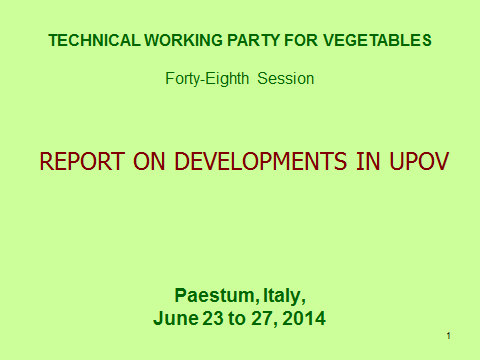 TECHNICAL WORKING PARTY FOR VEGETABLES
Forty-Eighth Session
REPORT ON DEVELOPMENTS IN UPOV
Paestum, Italy,
June 23 to 27, 2014
1